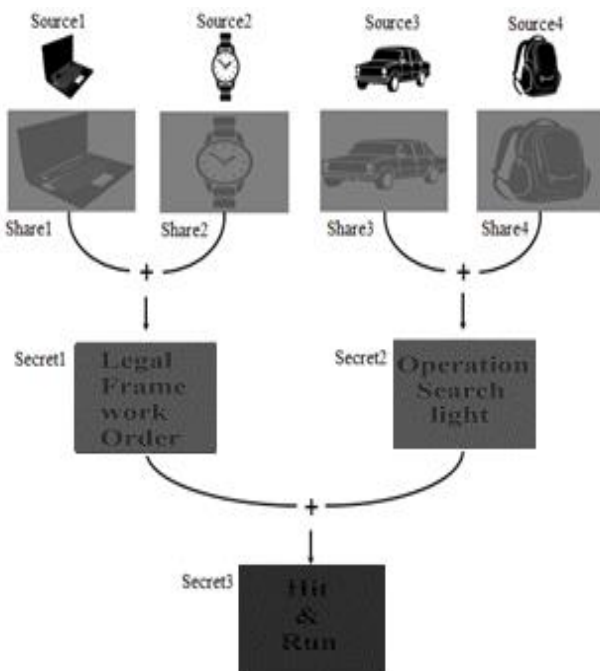 Source1
Source2
Source3
Source4
Share1
Share2
Share3
Share4
+
+
Secret1
Legal
Frame
work
Order
Secret2
Operation
Search
light
+
Secret3
Hit
&
Run